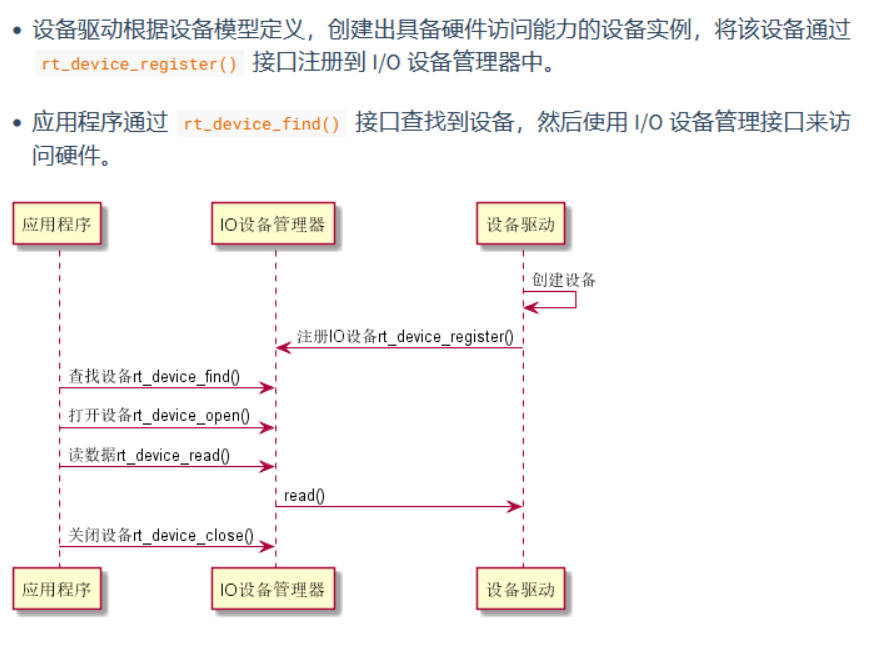 设备驱动根据设备模型定义，创建出具备硬件访问能力的设备实例，将该设备通过
rt_device_register() 接口注册到 I/O 设备管理器中。
应用程序通过 rt_device_find() 接口查找到设备，然后使用 I/O 设备管理接口来访
问硬件。
应用程序 IO设备管理器 设备驱动
创建设备
注册IO设备rt_device_register()
查找设备rt_device_find()
打开设备rt_device_open()
读数据rt_device_read()
read()
关闭设备rt_device_close()
应用程序 IO设备管理器 设备驱动